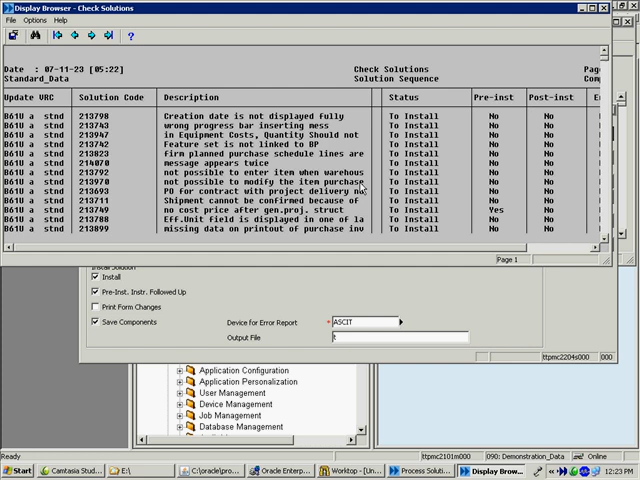 Display Browser - Check Solutions
File Options Help
Date : 07-11-23 [05:22] Check Solutions Page
Standard_Data Solution Sequence
Update VRC Solution Code Description Status Pre-inst Post-inst
B61U a stnd 213798 Creation date is not displayed fully To Install No No
B61U a stnd 213743 wrong progress bar inserting mess To Install No No
B61U a stnd 213947 in Equipment Costs, Quantity Should not To Install No No
B61U a stnd 213742 Feature set is not linked to BP To Install No No
B61U a stnd 213823 firm planned purchase schedule lines are To Install No No
B61U a stnd 214070 message appears twice To Install No No
B61U a stnd 213792 not possible to enter item when warehous To Install No No
B61U a stnd 213970 not possible to modify the item purchase To Install No No
B61U a stnd 213693 PO for contract with project delivery To Install No No
B61U a stnd 213711 Shipment cannot be confirmed because of To Install No No
B61U a stnd 213749 no cost price after gen.proj. struct To Install Yes No
B61U a stnd 213788 Eff.Unit field is displayed in one of la To Install No No
B61U a stnd 213899 missing data on printout of purchase inv To Install No No
Page 1
Install Solution
Install
Pre-Inst. Instr. Followed Up
Print Form Changes
Save Components Device for Error Report * ASCIT
Output File t
ttpmc2204s000 000
Application Configuration
Application Personalization
User Management
Device Management
Job Management
Database Management
Ready ttpmc2101m000 090: Demonstration_Data Online
Start Camtasia Stud... E:\ C:\oracle\pro... Oracle Enterp... Worktop - [Un... Process Soluti... Display Brow... 12:23 PM